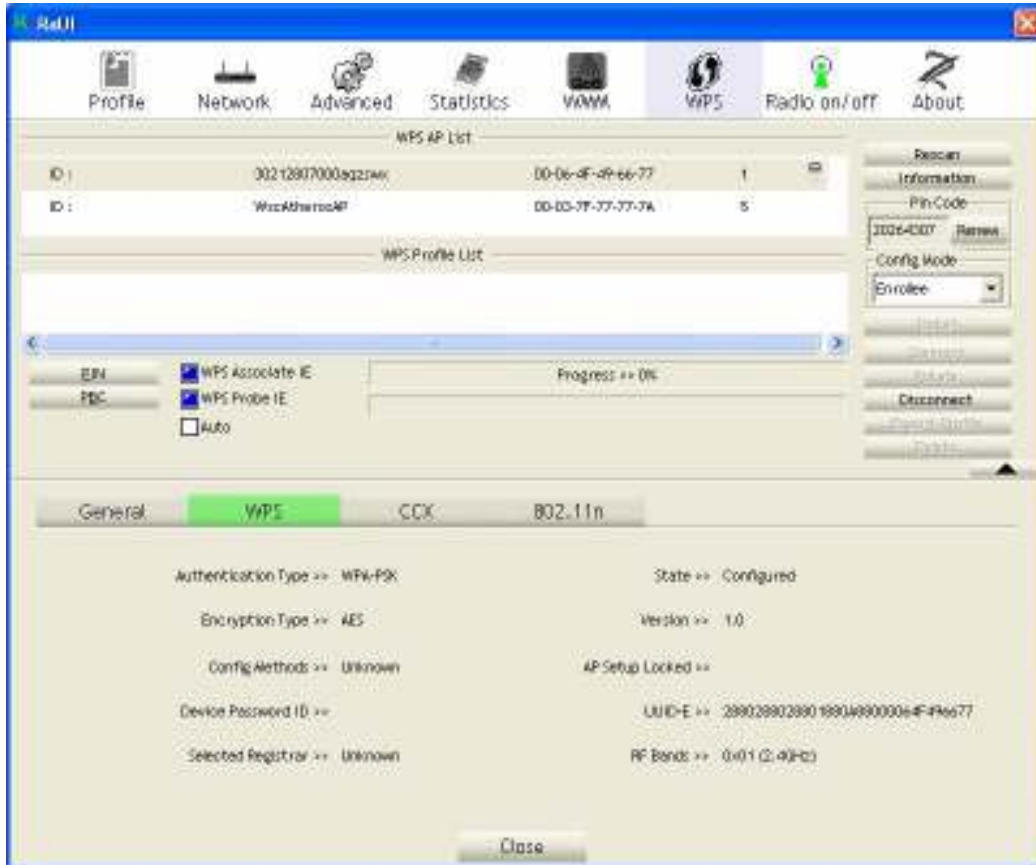 RaUI
Profile Network Advanced Statistics WMM WPS Radio on/off About
WPS AP List
ID : 30212807000aqzswx 00-06-4F-49-66-77 1
ID : WscAtherosAP 00-03-7F-77-77-7A 6
Rescan
Information
Pin Code
20264307 Renew
WPS Profile List
Config Mode
Enrollee
PIN WPS Associate IE Progress >> 0%
PBC WPS Probe IE
Auto
Disconnect
General WPS CCX 802.11n
Authentication Type >> WPA-PSK State >> Configured
Encryption Type >> AES Version >> 1.0
Config Methods >> Unknown AP Setup Locked >>
Device Password ID >> UUID-E >>
Selected Registrar >> Unknown RF Bands >> 0x01 (2.4GHz)
Close